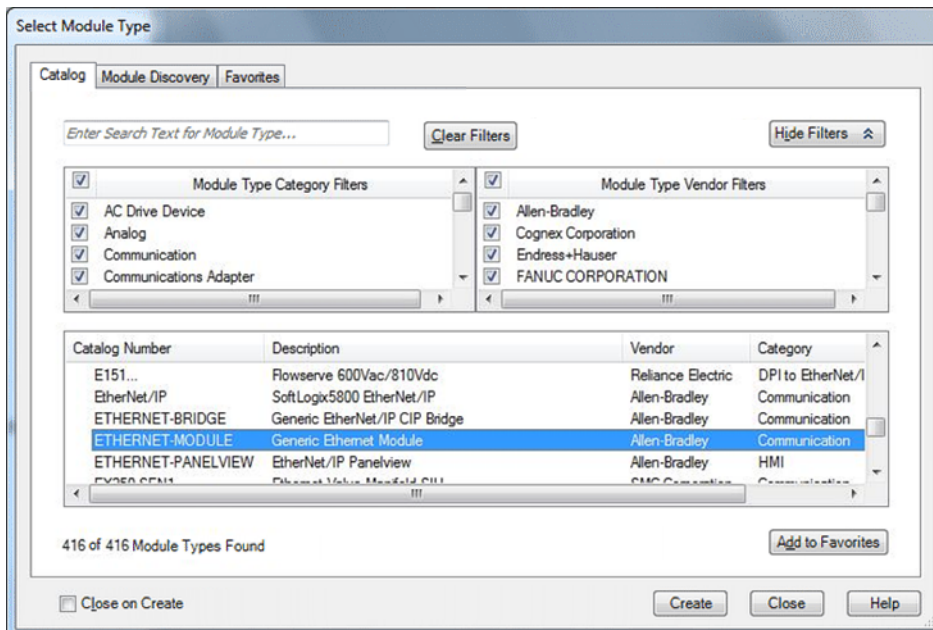 Select Module Type
Catalog Module Discovery Favorites
Enter Search Text for Module Type...
Clear Filters
Hide Filters
Module Type Category Filters
Module Type Vendor Filters
AC Drive Device
Allen-Bradley
Analog
Cognex Corporation
Communication
Endress+Hauser
Communications Adapter
FANUC CORPORATION
Catalog Number Description Vendor Category
E151... Flowserve 600Vac/810Vdc Reliance Electric DPI to EtherNet/I
EtherNet/IP SoftLogix5800 EtherNet/IP Allen-Bradley Communication
ETHERNET-BRIDGE Generic EtherNet/IP CIP Bridge Allen-Bradley Communication
ETHERNET-MODULE Generic Ethernet Module Allen-Bradley Communication
ETHERNET-PANELVIEW EtherNet/IP Panelview Allen-Bradley HMI
416 of 416 Module Types Found
Add to Favorites
Close on Create
Create Close Help